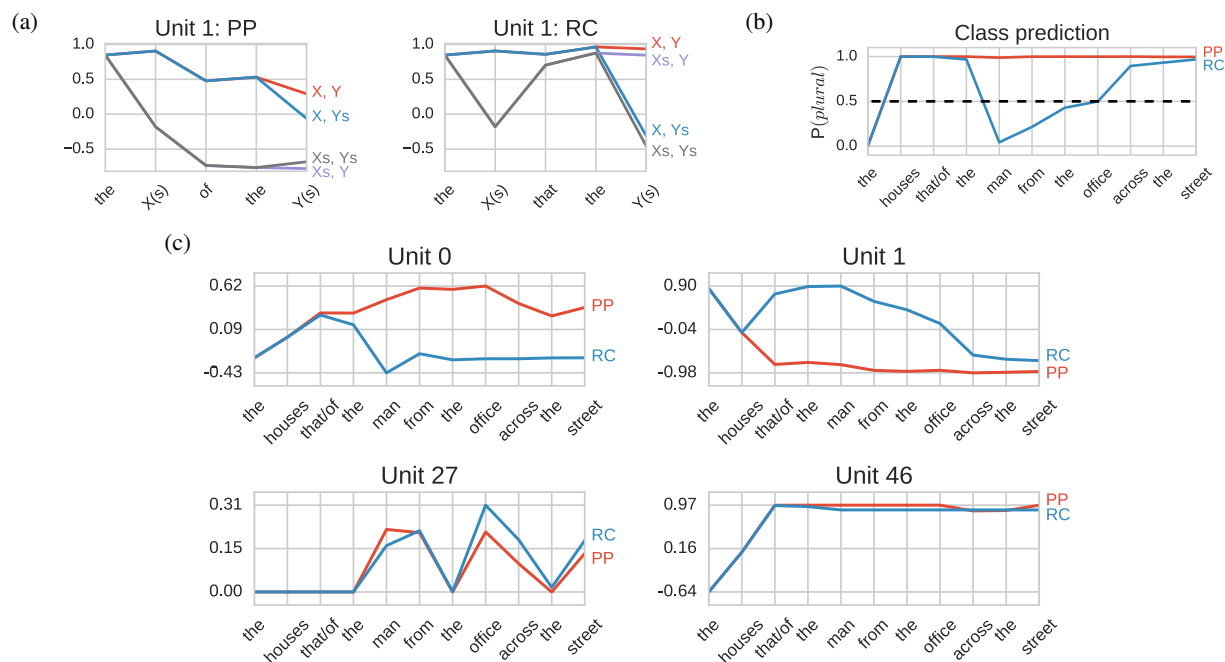 (a)
Unit 1: PP
1.0
0.5
0.0
−0.5
X, Y
X, Ys
Xs, Ys
Xs, Y
the
X(s)
of
the
Y(s)
Unit 1: RC
1.0
0.5
0.0
−0.5
X, Y
Xs, Y
X, Ys
Xs, Ys
the
X(s)
that
the
Y(s)
(b)
Class prediction
P(plural)
1.0
0.5
0.0
PP
RC
the
houses
that/of
the
man
from
the
office
across
the
street
(c)
Unit 0
0.62
0.09
-0.43
PP
RC
the
houses
that/of
the
man
from
the
office
across
the
street
Unit 1
0.90
-0.04
-0.98
RC
PP
the
houses
that/of
the
man
from
the
office
across
the
street
Unit 27
0.31
0.15
0.00
RC
PP
the
houses
that/of
the
man
from
the
office
across
the
street
Unit 46
0.97
0.16
-0.64
PP
RC
the
houses
that/of
the
man
from
the
office
across
the
street